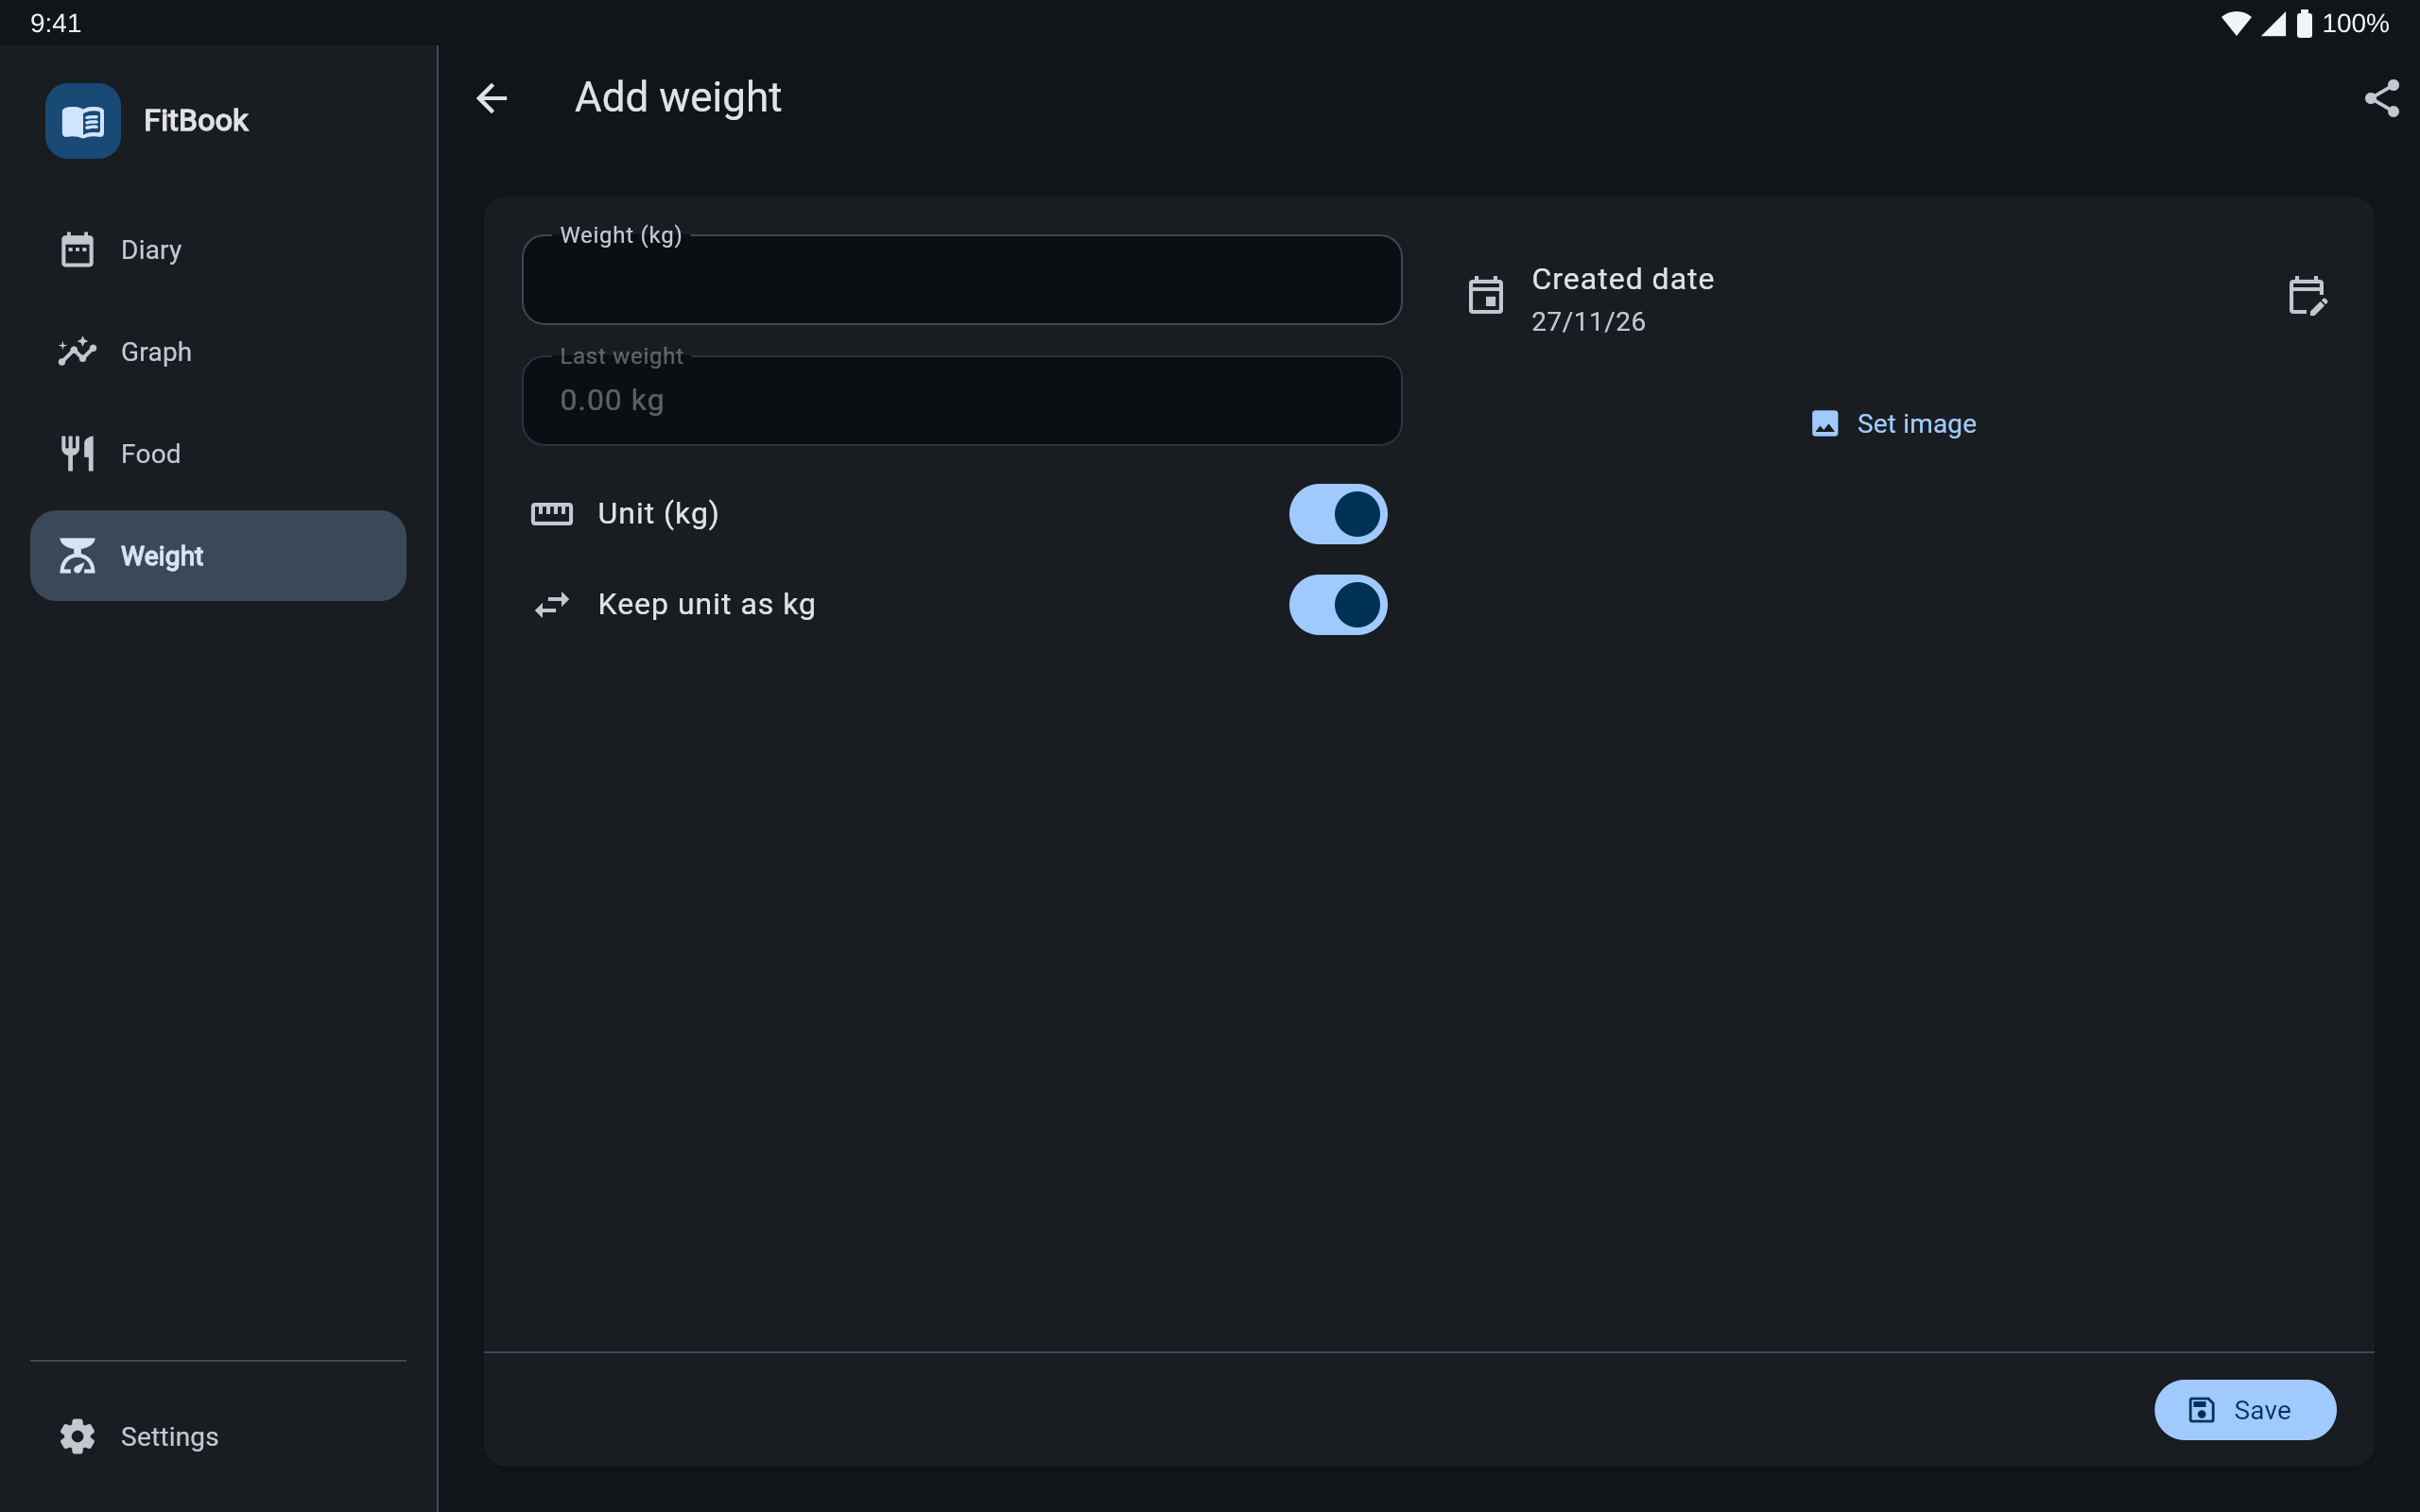 9:41
100%
FitBook
Diary
Graph
Food
Weight
Settings
Add weight
Weight (kg)
Last weight
0.00 kg
Unit (kg)
Keep unit as kg
Created date
27/11/26
Set image
Save